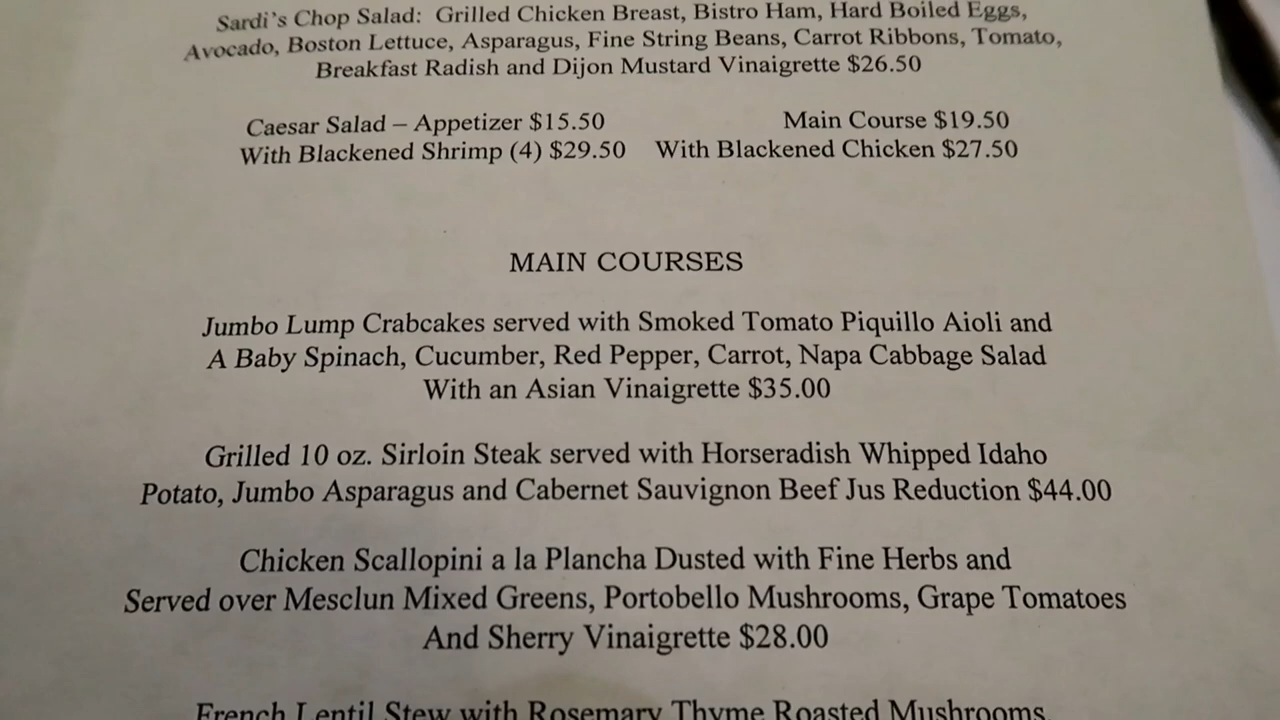 Sardi's Chop Salad: Grilled Chicken Breast, Bistro Ham, Hard Boiled Eggs,
Avocado, Boston Lettuce, Asparagus, Fine String Beans, Carrot Ribbons, Tomato,
Breakfast Radish and Dijon Mustard Vinaigrette $26.50
Caesar Salad – Appetizer $15.50 Main Course $19.50
With Blackened Shrimp (4) $29.50 With Blackened Chicken $27.50
MAIN COURSES
Jumbo Lump Crabcakes served with Smoked Tomato Piquillo Aioli and
A Baby Spinach, Cucumber, Red Pepper, Carrot, Napa Cabbage Salad
With an Asian Vinaigrette $35.00
Grilled 10 oz. Sirloin Steak served with Horseradish Whipped Idaho
Potato, Jumbo Asparagus and Cabernet Sauvignon Beef Jus Reduction $44.00
Chicken Scallopini a la Plancha Dusted with Fine Herbs and
Served over Mesclun Mixed Greens, Portobello Mushrooms, Grape Tomatoes
And Sherry Vinaigrette $28.00
French Lentil Stew with Rosemary Thyme Roasted Mushrooms